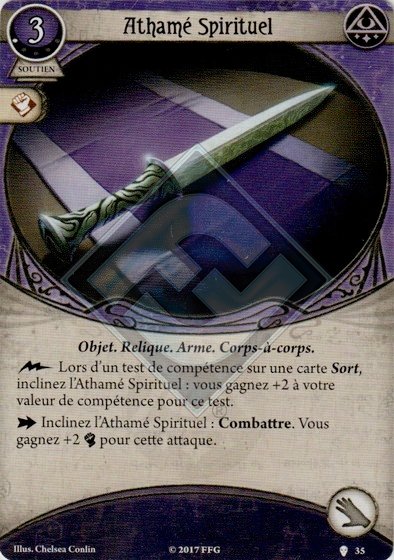 3
Athamé Spirituel
SOUTIEN
Objet. Relique. Arme. Corps-à-corps.
Lors d'un test de compétence sur une carte Sort,
inclinez l'Athamé Spirituel : vous gagnez +2 à votre
valeur de compétence pour ce test.
Inclinez l'Athamé Spirituel : Combattre. Vous
gagnez +2 pour cette attaque.
®
Illus. Chelsea Conlin
© 2017 FFG
35